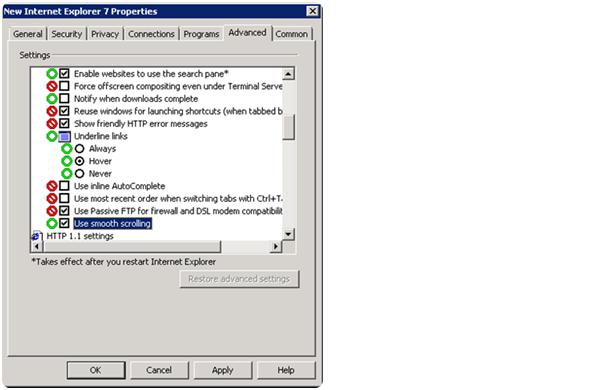 New Internet Explorer 7 Properties
General Security Privacy Connections Programs Advanced Common
Settings
Enable websites to use the search pane*
Force offscreen compositing even under Terminal Serve
Notify when downloads complete
Reuse windows for launching shortcuts (when tabbed b
Show friendly HTTP error messages
Underline links
Always
Hover
Never
Use inline AutoComplete
Use most recent order when switching tabs with Ctrl+T
Use Passive FTP for firewall and DSL modem compatibilit
Use smooth scrolling
HTTP 1.1 settings
*Takes effect after you restart Internet Explorer
Restore advanced settings
OK Cancel Apply Help